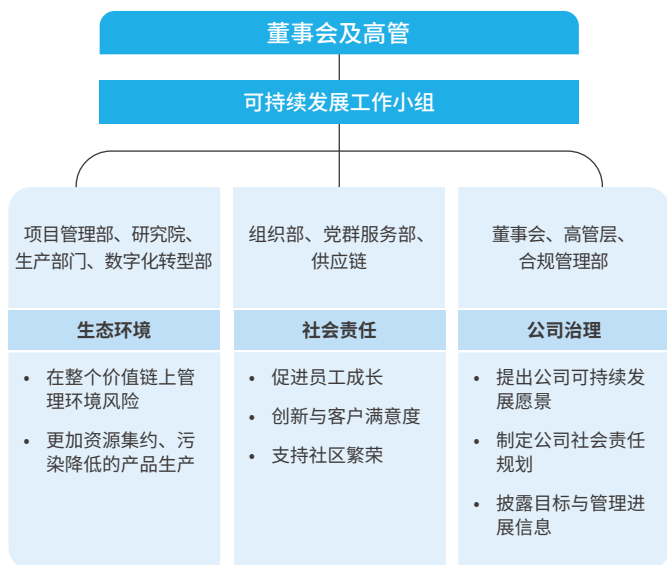 董事会及高管
可持续发展工作小组
项目管理部、研究院、
生产部门、数字化转型部
生态环境
• 在整个价值链上管
理环境风险
• 更加资源集约、污
染降低的产品生产
组织部、党群服务部、
供应链
社会责任
• 促进员工成长
• 创新与客户满意度
• 支持社区繁荣
董事会、高管层、
合规管理部
公司治理
• 提出公司可持续发
展愿景
• 制定公司社会责任
规划
• 披露目标与管理进
展信息